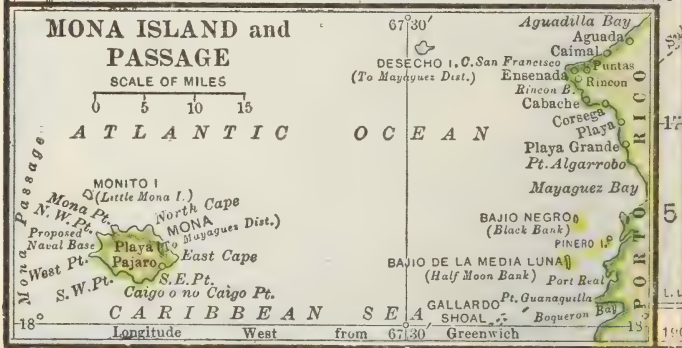 MONA ISLAND and
PASSAGE
SCALE OF MILES
0 5 10 15
67°30'
Aguadilla Bay
Aguada
Caimal
DESECHO I.
(To Mayaguez Dist.)
C. San Francisco
Puntas
Ensenada
Rincon
Rincon B.
Cabache
Corsega
Playa
ATLANTIC OCEAN
Playa Grande
Pt. Algarrobo
Mayaguez Bay
PORTO RICO
Mona Passage
MONITO I
(Little Mona I.)
Mona Pt.
North Cape
N. W. Pt.
MONA
(To Mayaguez Dist.)
Proposed
Naval Base
Playa
Pajaro
East Cape
West Pt.
S.E. Pt.
S. W. Pt.
Caigo o no Caigo Pt.
BAJIO NEGRO
(Black Bank)
PINERO I.
BAJIO DE LA MEDIA LUNA
(Half Moon Bank)
Port Real
Pt. Guanaquilla
GALLARDO
SHOAL
Boqueron Bay
CARIBBEAN SEA
18°
Longitude West from 67°30' Greenwich
18°
5